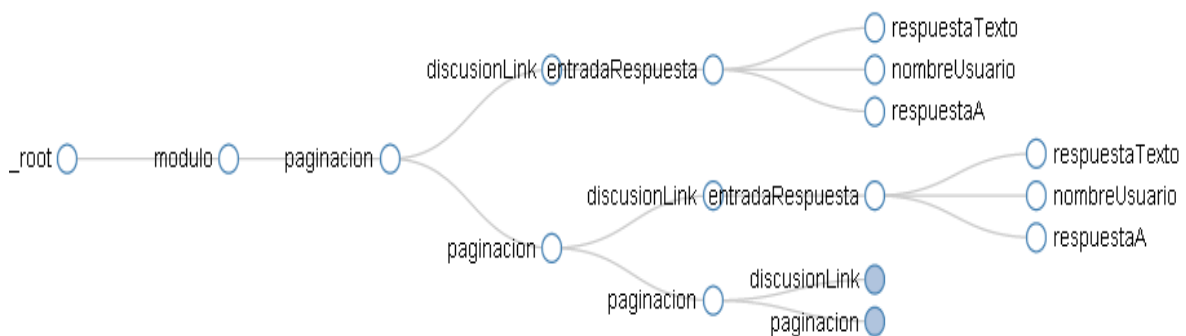 respuestaTexto
discusionLink entradaRespuesta nombreUsuario
respuestaA
_root modulo paginacion respuestaTexto
discusionLink entradaRespuesta nombreUsuario
respuestaA
paginacion
discusionLink
paginacion
paginacion